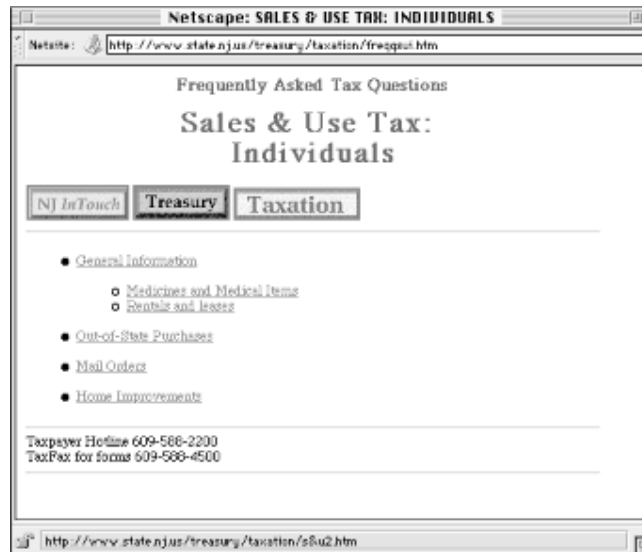 Netscape: SALES & USE TAX: INDIVIDUALS
Netsite: http://www.state.nj.us/treasury/taxation/freqqsui.htm
Frequently Asked Tax Questions
Sales & Use Tax:
Individuals
NJ InTouch Treasury Taxation
General Information
Medicines and Medical Items
Rentals and leases
Out-of-State Purchases
Mail Orders
Home Improvements
Taxpayer Hotline 609-588-2200
TaxFax for forms 609-588-4500
http://www.state.nj.us/treasury/taxation/s&u2.htm